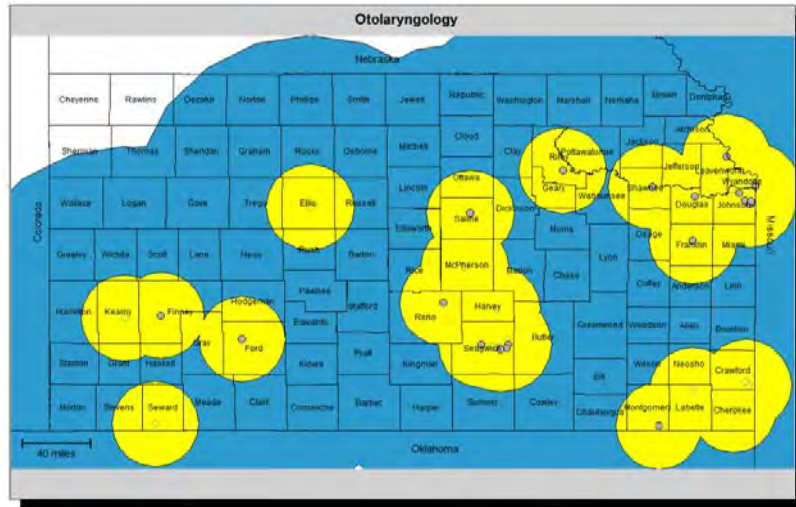 Otolaryngology
Nebraska
Cheyenne Rawlins Decatur Norton Phillips Smith Jewell Republic Washington Marshall Nemaha Brown Doniphan
Sherman Thomas Sheridan Graham Rooks Osborne Mitchell Cloud Clay Riley Pottawatomie Jackson Atchison
Jefferson Leavenworth Wyandotte
Ottawa Lincoln Geary Wabaunsee Shawnee Douglas Johnson
Wallace Logan Gove Trego Ellis Russell Ellsworth Saline Dickinson Morris Osage Franklin Miami
Colorado
Missouri
Greeley Wichita Scott Lane Ness Rush Barton Rice McPherson Marion Chase Lyon
Hamilton Kearny Finney Hodgeman Pawnee Stafford Reno Harvey Coffey Anderson Linn
Gray Ford Edwards Sedgwick Butler Greenwood Woodson Allen Bourbon
Stanton Grant Haskell Kiowa Pratt Kingman Elk Wilson Neosho Crawford
Morton Stevens Seward Meade Clark Comanche Barber Harper Sumner Cowley Chautauqua Montgomery Labette Cherokee
40 miles
Oklahoma